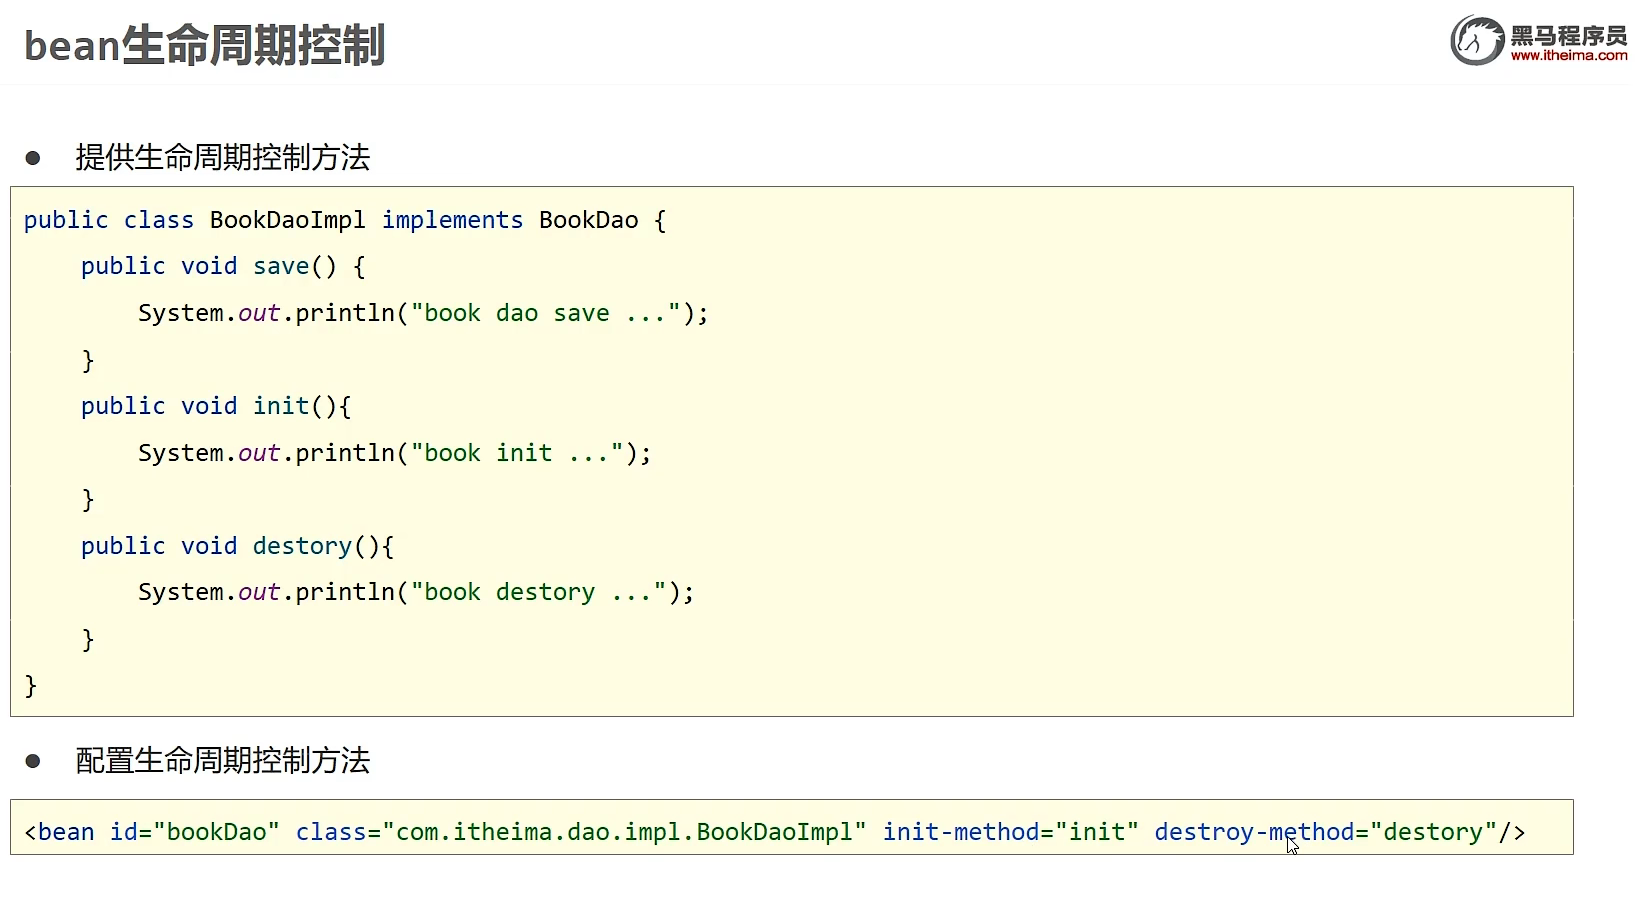 bean生命周期控制
黑马程序员
www.itheima.com
● 提供生命周期控制方法
public class BookDaoImpl implements BookDao {
    public void save() {
        System.out.println("book dao save ...");
    }
    public void init(){
        System.out.println("book init ...");
    }
    public void destory(){
        System.out.println("book destory ...");
    }
}
● 配置生命周期控制方法
<bean id="bookDao" class="com.itheima.dao.impl.BookDaoImpl" init-method="init" destroy-method="destory"/>